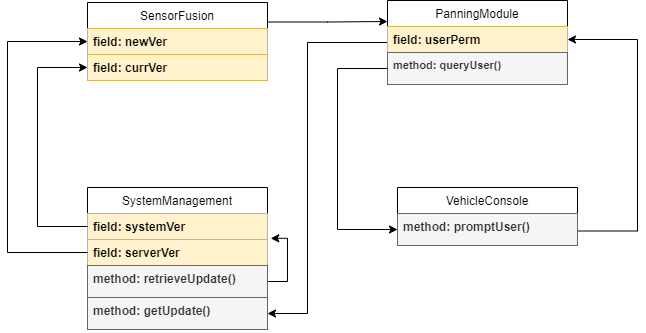 SensorFusion
field: newVer
field: currVer
PanningModule
field: userPerm
method: queryUser()
SystemManagement
field: systemVer
field: serverVer
method: retrieveUpdate()
method: getUpdate()
VehicleConsole
method: promptUser()